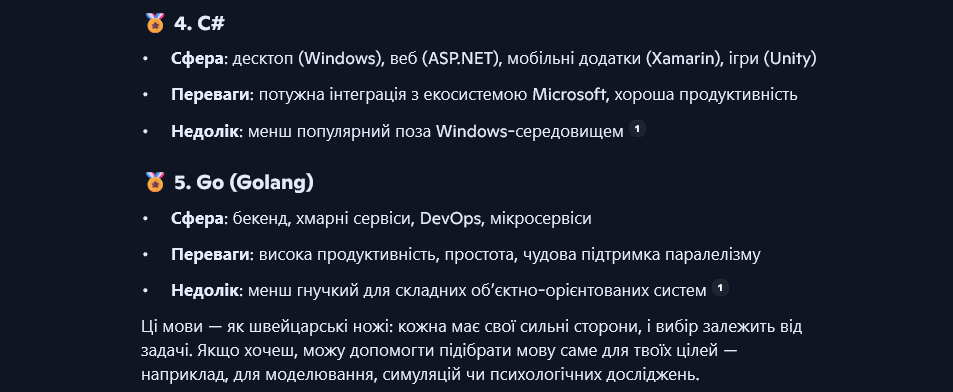 4. C#
• Сфера: десктоп (Windows), веб (ASP.NET), мобільні додатки (Xamarin), ігри (Unity)
• Переваги: потужна інтеграція з екосистемою Microsoft, хороша продуктивність
• Недолік: менш популярний поза Windows-середовищем 1
5. Go (Golang)
• Сфера: бекенд, хмарні сервіси, DevOps, мікросервіси
• Переваги: висока продуктивність, простота, чудова підтримка паралелізму
• Недолік: менш гнучкий для складних об’єктно-орієнтованих систем 1
Ці мови — як швейцарські ножі: кожна має свої сильні сторони, і вибір залежить від
задачі. Якщо хочеш, можу допомогти підібрати мову саме для твоїх цілей —
наприклад, для моделювання, симуляцій чи психологічних досліджень.